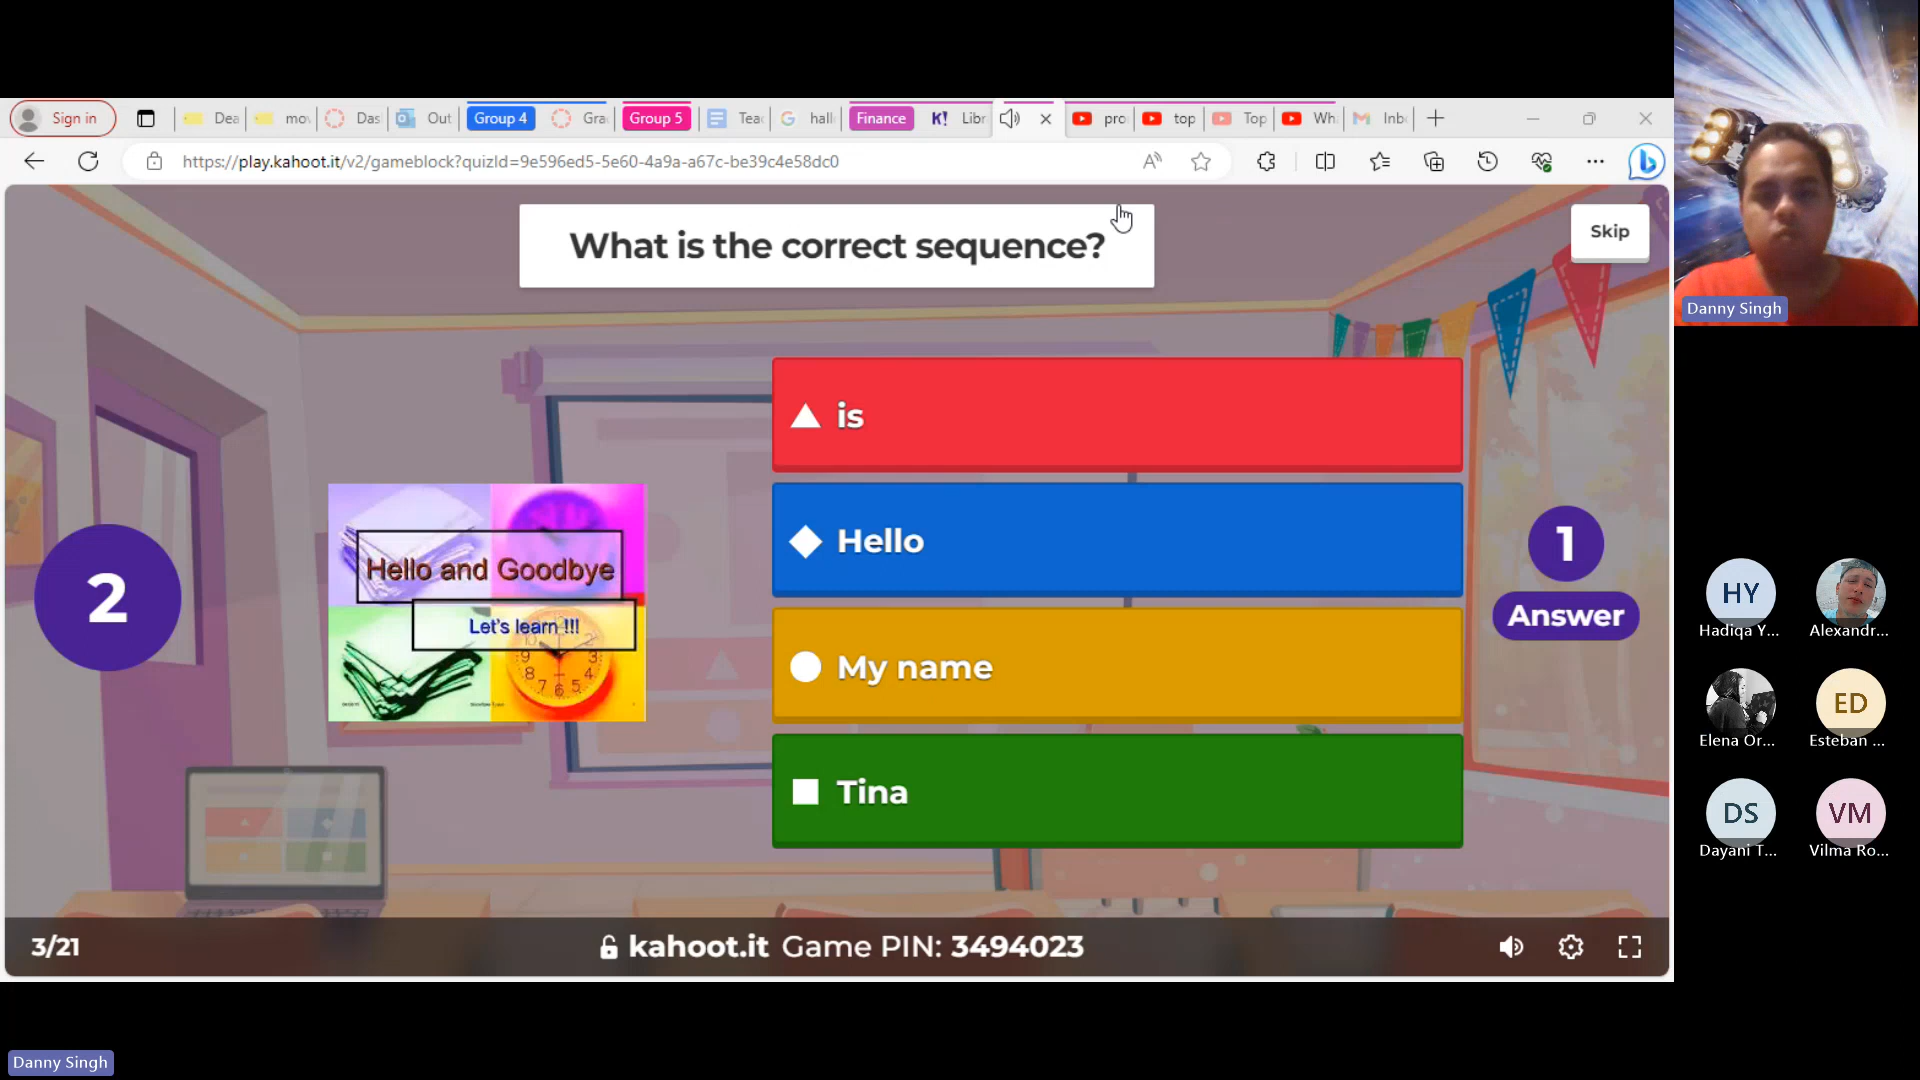 Sign in
Dea
mov
Das
Out
Group 4
Gra
Group 5
Tea
hall
Finance
K!
Libr
pro
top
Top
Wh
Inb
https://play.kahoot.it/v2/gameblock?quizId=9e596ed5-5e60-4a9a-a67c-be39c4e58dc0
What is the correct sequence?
Skip
Danny Singh
is
Hello
My name
Tina
2
Hello and Goodbye
Let's learn !!!
1
Answer
HY
Hadiqa Y...
Alexandr...
Elena Or...
ED
Esteban ...
DS
Dayani T...
VM
Vilma Ro...
3/21
kahoot.it Game PIN: 3494023
Danny Singh